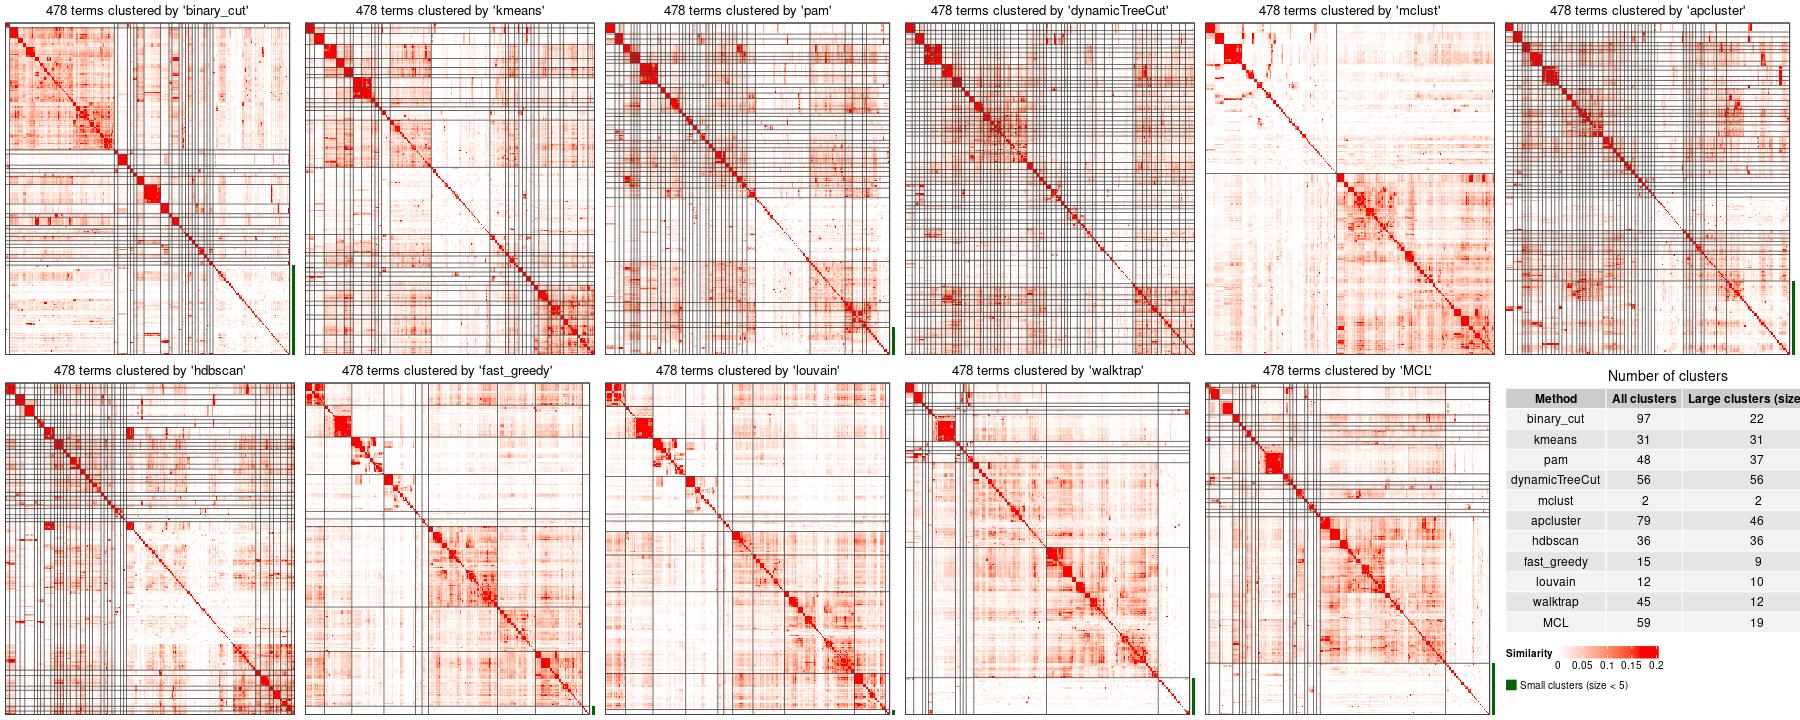 478 terms clustered by 'binary_cut'
478 terms clustered by 'kmeans'
478 terms clustered by 'pam'
478 terms clustered by 'dynamicTreeCut'
478 terms clustered by 'mclust'
478 terms clustered by 'apcluster'
478 terms clustered by 'hdbscan'
478 terms clustered by 'fast_greedy'
478 terms clustered by 'louvain'
478 terms clustered by 'walktrap'
478 terms clustered by 'MCL'
Number of clusters
Method All clusters Large clusters (size
binary_cut 97 22
kmeans 31 31
pam 48 37
dynamicTreeCut 56 56
mclust 2 2
apcluster 79 46
hdbscan 36 36
fast_greedy 15 9
louvain 12 10
walktrap 45 12
MCL 59 19
Similarity
0 0.05 0.1 0.15 0.2
Small clusters (size < 5)